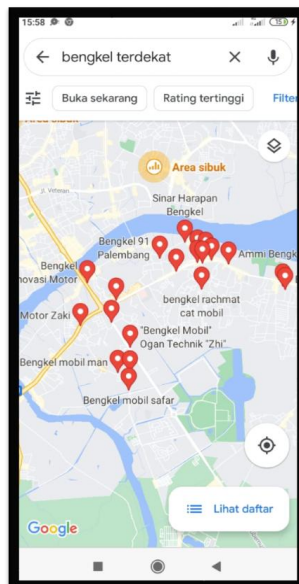 15:58
bengkel terdekat
Buka sekarang
Rating tertinggi
Filter
Area sibuk
Area sibuk
Sinar Harapan
Bengkel
Bengkel 91
Palembang
Ammi Bengk
Bengkel
novasi Motor
bengkel rachmat
cat mobil
Motor Zaki
"Bengkel Mobil"
Ogan Technik "Zhi"
Bengkel mobil man
Bengkel mobil safar
Lihat daftar
Google